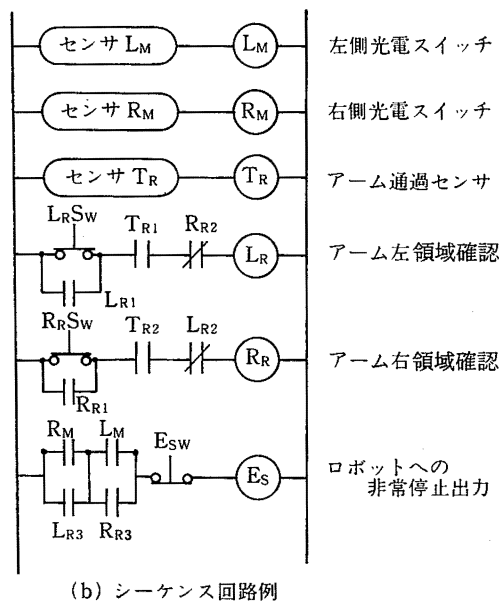 センサ LM LM 左側光電スイッチ
センサ RM RM 右側光電スイッチ
センサ TR TR アーム通過センサ
LRSW TR1 RR2 LR アーム左領域確認
LR1
RRSW TR2 LR2 RR アーム右領域確認
RR1
RM LM ESW ES ロボットへの
非常停止出力
LR3 RR3
(b) シーケンス回路例